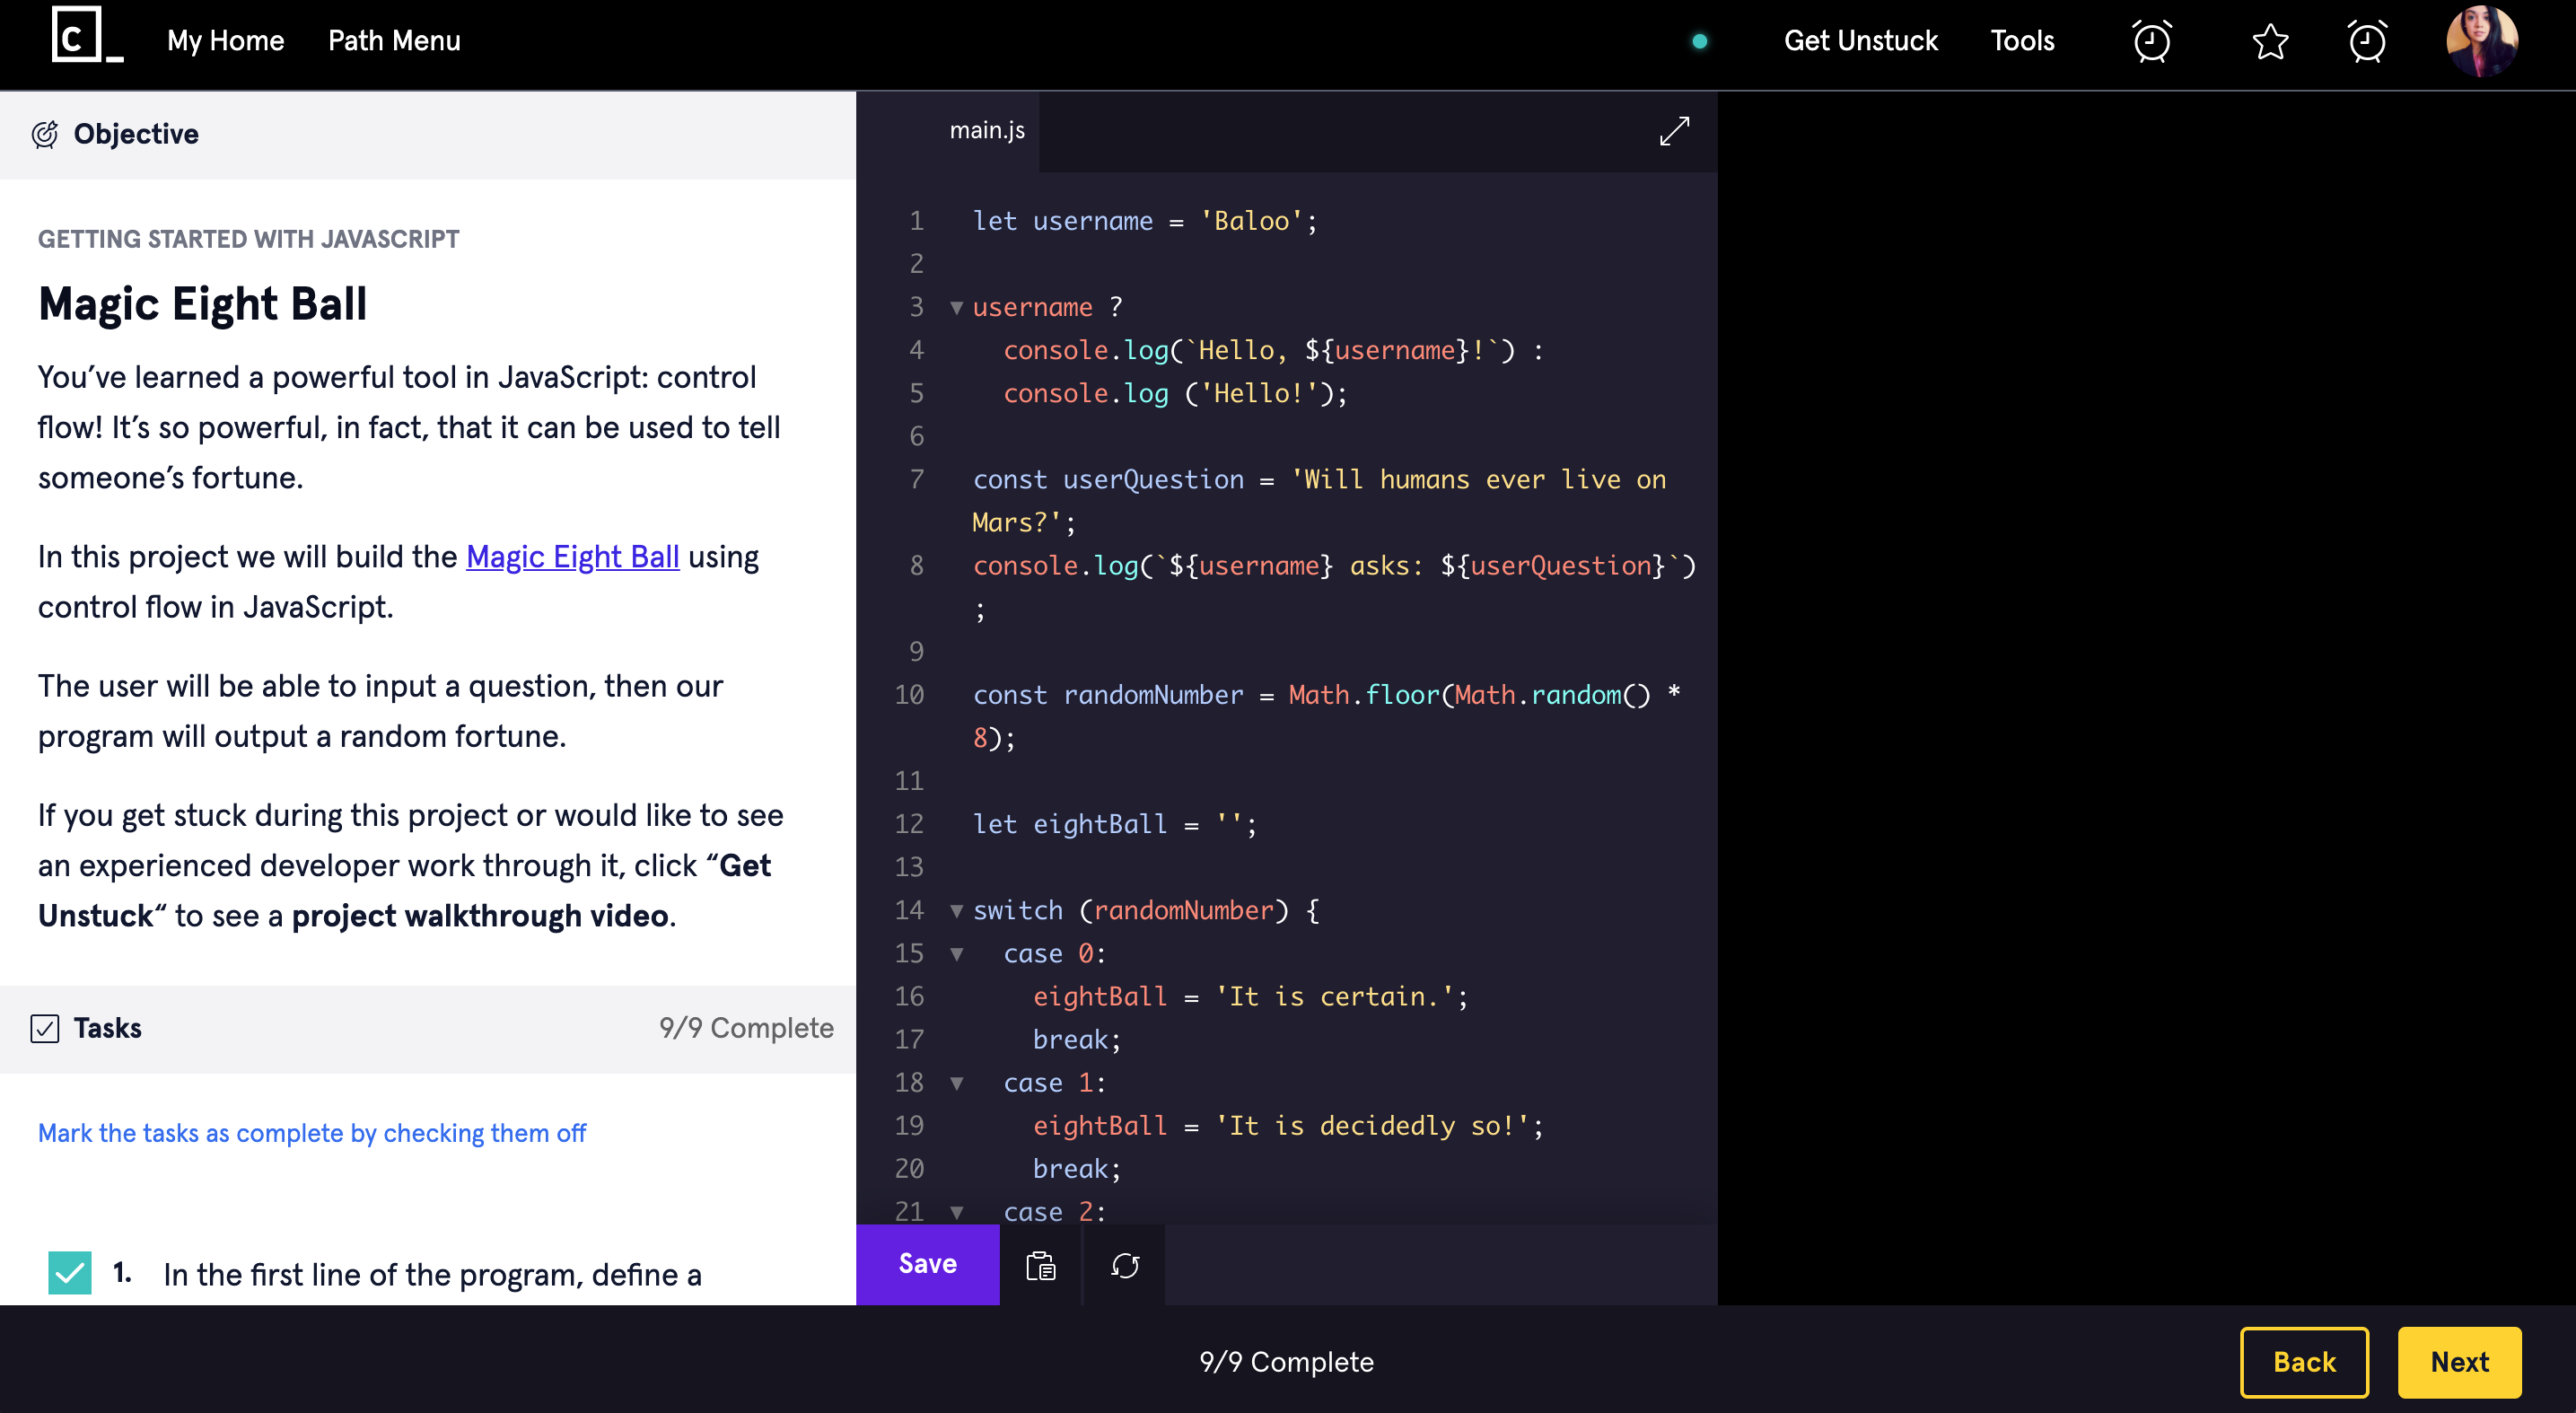 C_
My Home
Path Menu
Get Unstuck
Tools
Objective
GETTING STARTED WITH JAVASCRIPT
Magic Eight Ball
You’ve learned a powerful tool in JavaScript: control
flow! It’s so powerful, in fact, that it can be used to tell
someone’s fortune.
In this project we will build the Magic Eight Ball using
control flow in JavaScript.
The user will be able to input a question, then our
program will output a random fortune.
If you get stuck during this project or would like to see
an experienced developer work through it, click “Get
Unstuck“ to see a project walkthrough video.
Tasks
9/9 Complete
Mark the tasks as complete by checking them off
1. In the first line of the program, define a
main.js
1 let username = 'Baloo';
2
3 username ?
4 console.log(`Hello, ${username}!`) :
5 console.log ('Hello!');
6
7 const userQuestion = 'Will humans ever live on
Mars?';
8 console.log(`${username} asks: ${userQuestion}`)
;
9
10 const randomNumber = Math.floor(Math.random() *
8);
11
12 let eightBall = '';
13
14 switch (randomNumber) {
15 case 0:
16 eightBall = 'It is certain.';
17 break;
18 case 1:
19 eightBall = 'It is decidedly so!';
20 break;
21 case 2:
Save
9/9 Complete
Back
Next